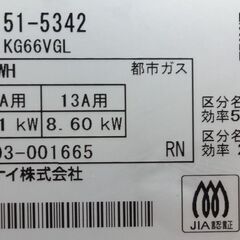 51-5342
KG66VGL
WH 都市ガス
A用 13A用 区分名
1 kW 8.60 kW 効率5
03-001665 RN 区分名
イ株式会社 効率
JIA認証